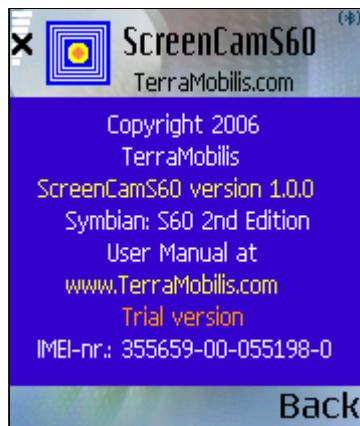 ScreenCamS60
TerraMobilis.com
Copyright 2006
TerraMobilis
ScreenCamS60 version 1.0.0
Symbian: S60 2nd Edition
User Manual at
www.TerraMobilis.com
Trial version
IMEI-nr.: 355659-00-055198-0
Back